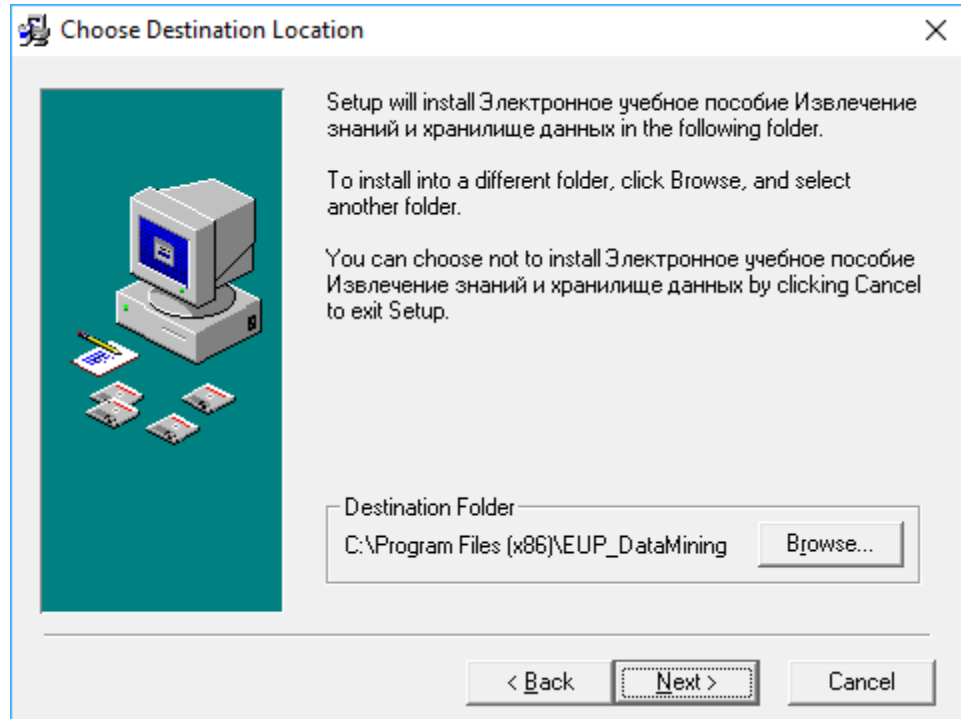 Choose Destination Location
Setup will install Электронное учебное пособие Извлечение
знаний и хранилище данных in the following folder.
To install into a different folder, click Browse, and select
another folder.
You can choose not to install Электронное учебное пособие
Извлечение знаний и хранилище данных by clicking Cancel
to exit Setup.
Destination Folder
C:\Program Files (x86)\EUP_DataMining
Browse...
< Back
Next >
Cancel